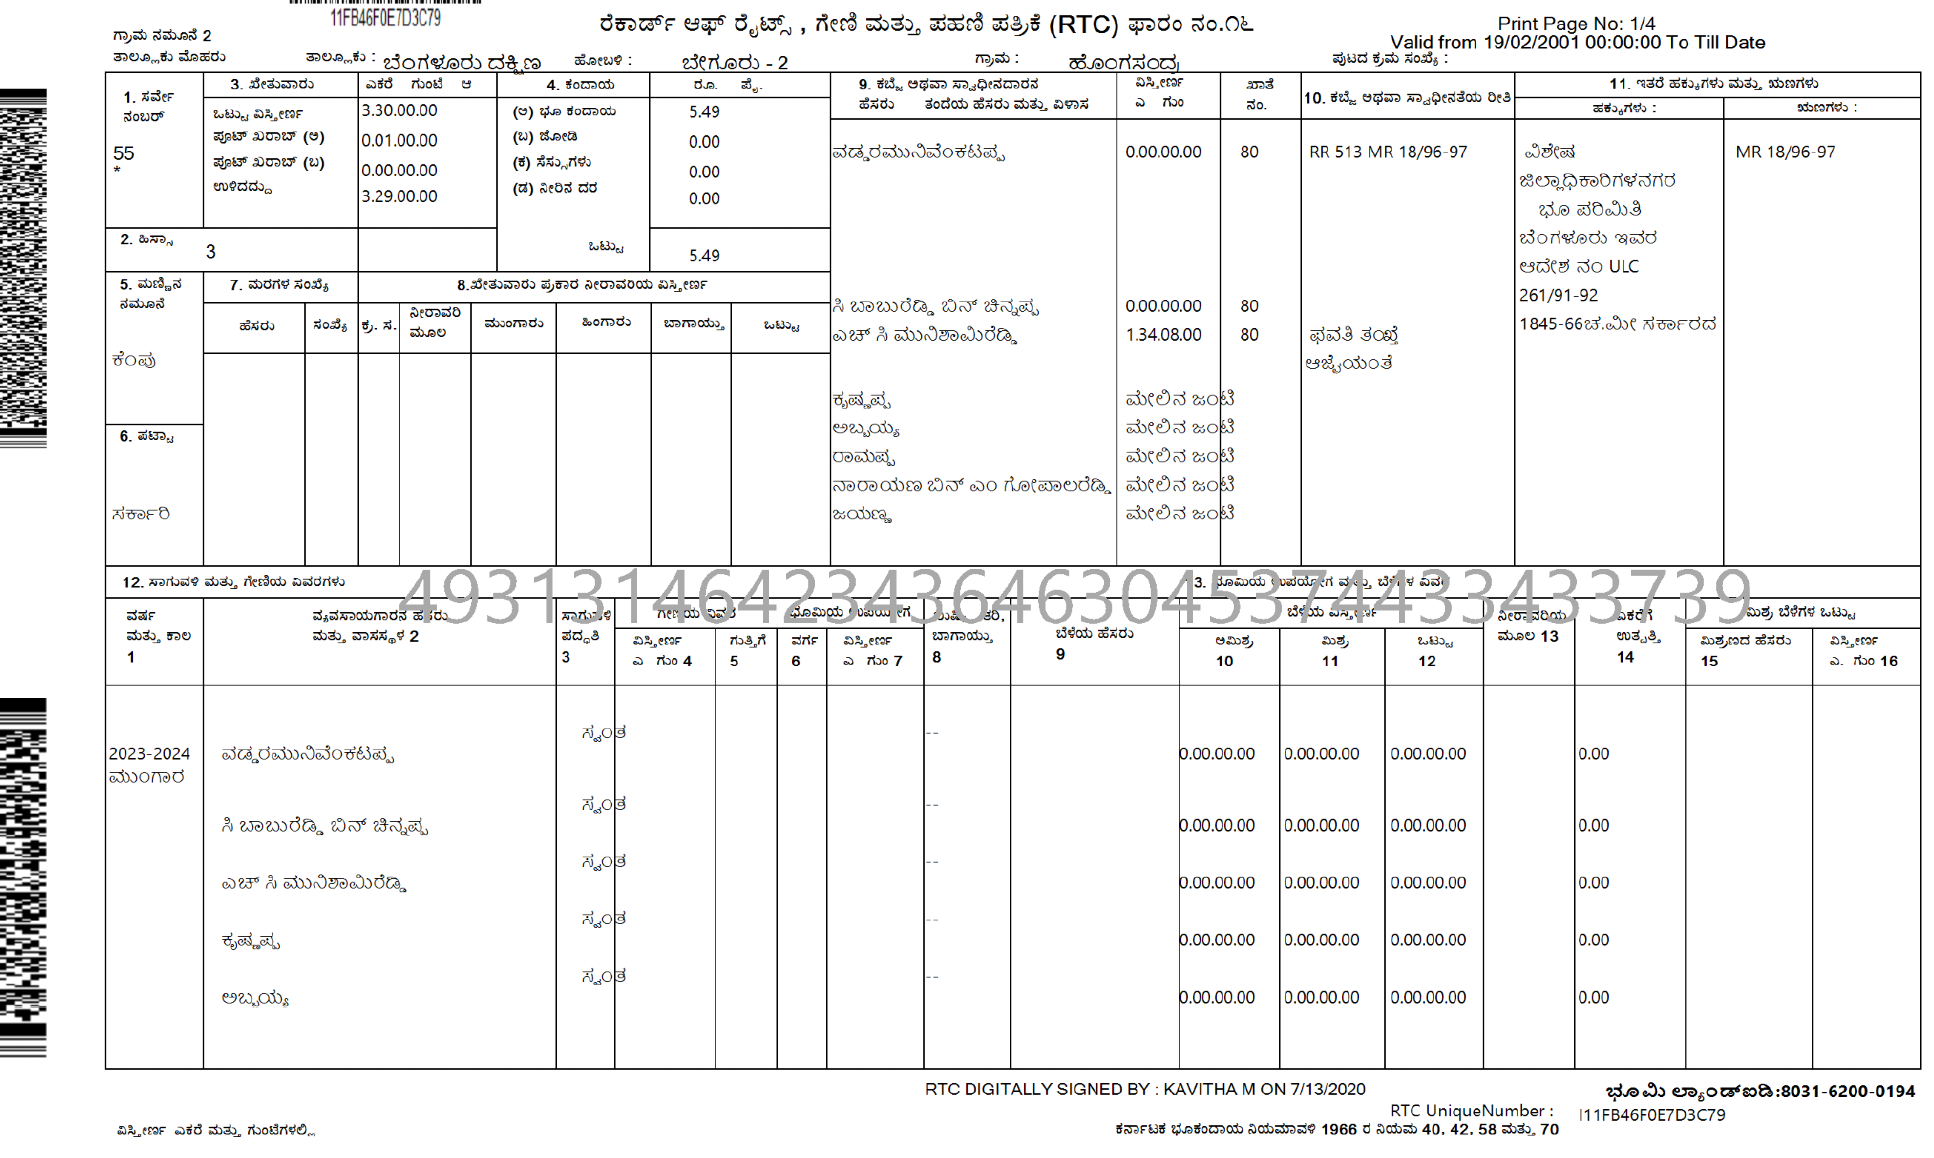 11FB46F0E7D3C79
ರೆಕಾರ್ಡ್ ಆಫ್ ರೈಟ್ಸ್ , ಗೇಣಿ ಮತ್ತು ಪಹಣಿ ಪತ್ರಿಕೆ (RTC) ಫಾರಂ ನಂ.೧೬
Print Page No: 1/4
ಗ್ರಾಮ ನಮೂನೆ 2
Valid from 19/02/2001 00:00:00 To Till Date
ತಾಲ್ಲೂಕು ಮೊಹರು ತಾಲ್ಲೂಕು : ಬೆಂಗಳೂರು ದಕ್ಷಿಣ ಹೋಬಳಿ : ಬೇಗೂರು - 2 ಗ್ರಾಮ : ಹೊಂಗಸಂದ್ರ ಪುಟದ ಕ್ರಮ ಸಂಖ್ಯೆ :
1. ಸರ್ವೇ ನಂಬರ್
55
*
3. ಖೇತುವಾರು ಎಕರೆ ಗುಂಟೆ ಆ
ಒಟ್ಟು ವಿಸ್ತೀರ್ಣ 3.30.00.00
ಪೂಟ್ ಖರಾಬ್ (ಅ) 0.01.00.00
ಪೂಟ್ ಖರಾಬ್ (ಬ) 0.00.00.00
ಉಳಿದದ್ದು 3.29.00.00
4. ಕಂದಾಯ ರೂ. ಪೈ.
(ಅ) ಭೂ ಕಂದಾಯ 5.49
(ಬ) ಜೋಡಿ 0.00
(ಕ) ಸೆಸ್ಸುಗಳು 0.00
(ಡ) ನೀರಿನ ದರ 0.00
ಒಟ್ಟು 5.49
2. ಹಿಸ್ಸಾ 3
5. ಮಣ್ಣಿನ ನಮೂನೆ
ಕೆಂಪು
6. ಪಟ್ಟಾ
ಸರ್ಕಾರಿ
7. ಮರಗಳ ಸಂಖ್ಯೆ
ಹೆಸರು ಸಂಖ್ಯೆ
8.ಖೇತುವಾರು ಪ್ರಕಾರ ನೀರಾವರಿಯ ವಿಸ್ತೀರ್ಣ
ಕ್ರ. ಸ. ನೀರಾವರಿ ಮೂಲ ಮುಂಗಾರು ಹಿಂಗಾರು ಬಾಗಾಯ್ತು ಒಟ್ಟು
9. ಕಬ್ಜೆ ಅಥವಾ ಸ್ವಾಧೀನದಾರನ
ಹೆಸರು ತಂದೆಯ ಹೆಸರು ಮತ್ತು ವಿಳಾಸ
ವಿಸ್ತೀರ್ಣ
ಎ ಗುಂ
ಖಾತೆ
ನಂ.
10. ಕಬ್ಜೆ ಅಥವಾ ಸ್ವಾಧೀನತೆಯ ರೀತಿ
11. ಇತರೆ ಹಕ್ಕುಗಳು ಮತ್ತು ಋಣಗಳು
ಹಕ್ಕುಗಳು : ಋಣಗಳು :
ವಡ್ಡರಮುನಿವೆಂಕಟಪ್ಪ 0.00.00.00 80 RR 513 MR 18/96-97
ಸಿ ಬಾಬುರೆಡ್ಡಿ ಬಿನ್ ಚಿನ್ನಪ್ಪ 0.00.00.00 80
ಎಚ್ ಸಿ ಮುನಿಶಾಮಿರೆಡ್ಡಿ 1.34.08.00 80 ಫವತಿ ತಖ್ತೆ
ಆಜ್ಞೆಯಂತೆ
ಕೃಷ್ಣಪ್ಪ ಮೇಲಿನ ಜಂಟಿ
ಅಬ್ಬಯ್ಯ ಮೇಲಿನ ಜಂಟಿ
ರಾಮಪ್ಪ ಮೇಲಿನ ಜಂಟಿ
ನಾರಾಯಣ ಬಿನ್ ಎಂ ಗೋಪಾಲರೆಡ್ಡಿ ಮೇಲಿನ ಜಂಟಿ
ಜಯಣ್ಣ ಮೇಲಿನ ಜಂಟಿ
ವಿಶೇಷ
ಜಿಲ್ಲಾಧಿಕಾರಿಗಳನಗರ
ಭೂ ಪರಿಮಿತಿ
ಬೆಂಗಳೂರು ಇವರ
ಆದೇಶ ನಂ ULC
261/91-92
1845-66ಚ.ಮೀ ಸರ್ಕಾರದ
MR 18/96-97
12. ಸಾಗುವಳಿ ಮತ್ತು ಗೇಣಿಯ ವಿವರಗಳು
49313146423436463045374433433739
13. ಭೂಮಿಯ ಉಪಯೋಗ ಮತ್ತು ಬೆಳೆಗಳ ವಿವರ
ವರ್ಷ ಮತ್ತು ಕಾಲ 1
ವ್ಯವಸಾಯಗಾರನ ಹೆಸರು ಮತ್ತು ವಾಸಸ್ಥಳ 2
ಸಾಗುವಳಿ ಪದ್ಧತಿ 3
ಗೇಣಿಯ ವಿವರ
ವಿಸ್ತೀರ್ಣ ಎ ಗುಂ 4
ಗುತ್ತಿಗೆ 5
ಭೂಮಿಯ ಉಪಯೋಗ
ವರ್ಗ 6
ವಿಸ್ತೀರ್ಣ ಎ ಗುಂ 7
ಬಾಗಾಯ್ತು 8
ಬೆಳೆಯ ಹೆಸರು 9
ಬೆಳೆಯ ವಿಸ್ತೀರ್ಣ
ಅಮಿಶ್ರ 10
ಮಿಶ್ರ 11
ಒಟ್ಟು 12
ನೀರಾವರಿಯ ಮೂಲ 13
ಎಕರೆಗೆ ಉತ್ಪತ್ತಿ 14
ಮಿಶ್ರ ಬೆಳೆಗಳ ಒಟ್ಟು
ಮಿಶ್ರಣದ ಹೆಸರು 15
ವಿಸ್ತೀರ್ಣ ಎ. ಗುಂ 16
2023-2024 ವಡ್ಡರಮುನಿವೆಂಕಟಪ್ಪ ಸ್ವಂತ -- 0.00.00.00 0.00.00.00 0.00.00.00 0.00
ಮುಂಗಾರ
ಸಿ ಬಾಬುರೆಡ್ಡಿ ಬಿನ್ ಚಿನ್ನಪ್ಪ ಸ್ವಂತ -- 0.00.00.00 0.00.00.00 0.00.00.00 0.00
ಎಚ್ ಸಿ ಮುನಿಶಾಮಿರೆಡ್ಡಿ ಸ್ವಂತ -- 0.00.00.00 0.00.00.00 0.00.00.00 0.00
ಕೃಷ್ಣಪ್ಪ ಸ್ವಂತ -- 0.00.00.00 0.00.00.00 0.00.00.00 0.00
ಅಬ್ಬಯ್ಯ ಸ್ವಂತ -- 0.00.00.00 0.00.00.00 0.00.00.00 0.00
RTC DIGITALLY SIGNED BY : KAVITHA M ON 7/13/2020
ಭೂಮಿ ಲ್ಯಾಂಡ್‌ಐಡಿ:8031-6200-0194
RTC UniqueNumber : I11FB46F0E7D3C79
ವಿಸ್ತೀರ್ಣ ಎಕರೆ ಮತ್ತು ಗುಂಟೆಗಳಲ್ಲಿ
ಕರ್ನಾಟಕ ಭೂಕಂದಾಯ ನಿಯಮಾವಳಿ 1966 ರ ನಿಯಮ 40, 42, 58 ಮತ್ತು 70